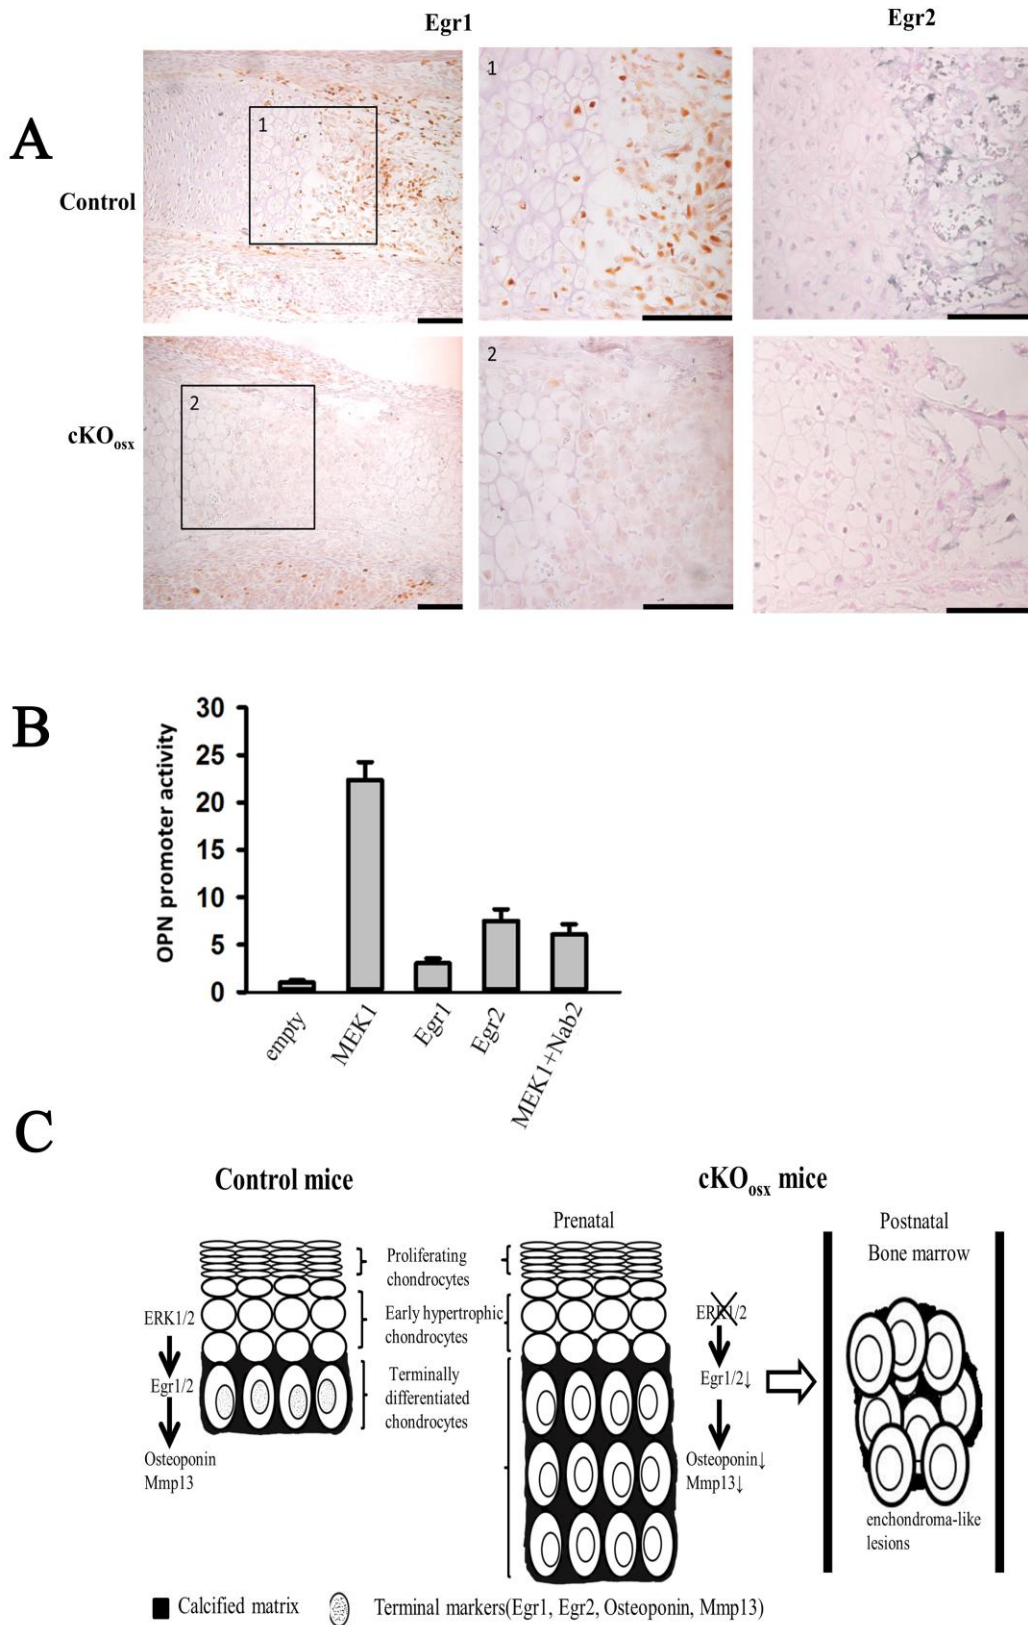 Egr1
Egr2
A
Control
1
1
cKOosx
2
2
B
OPN promoter activity
30
25
20
15
10
5
0
empty
MEK1
Egr1
Egr2
MEK1+Nab2
C
Control mice
cKOosx mice
Prenatal
Postnatal
Bone marrow
Proliferating
chondrocytes
ERK1/2
Early hypertrophic
chondrocytes
ERK1/2
Egr1/2
Terminally
differentiated
chondrocytes
Egr1/2↓
Osteoponin
Mmp13
Osteoponin↓
Mmp13↓
enchondroma-like
lesions
Calcified matrix
Terminal markers(Egr1, Egr2, Osteoponin, Mmp13)